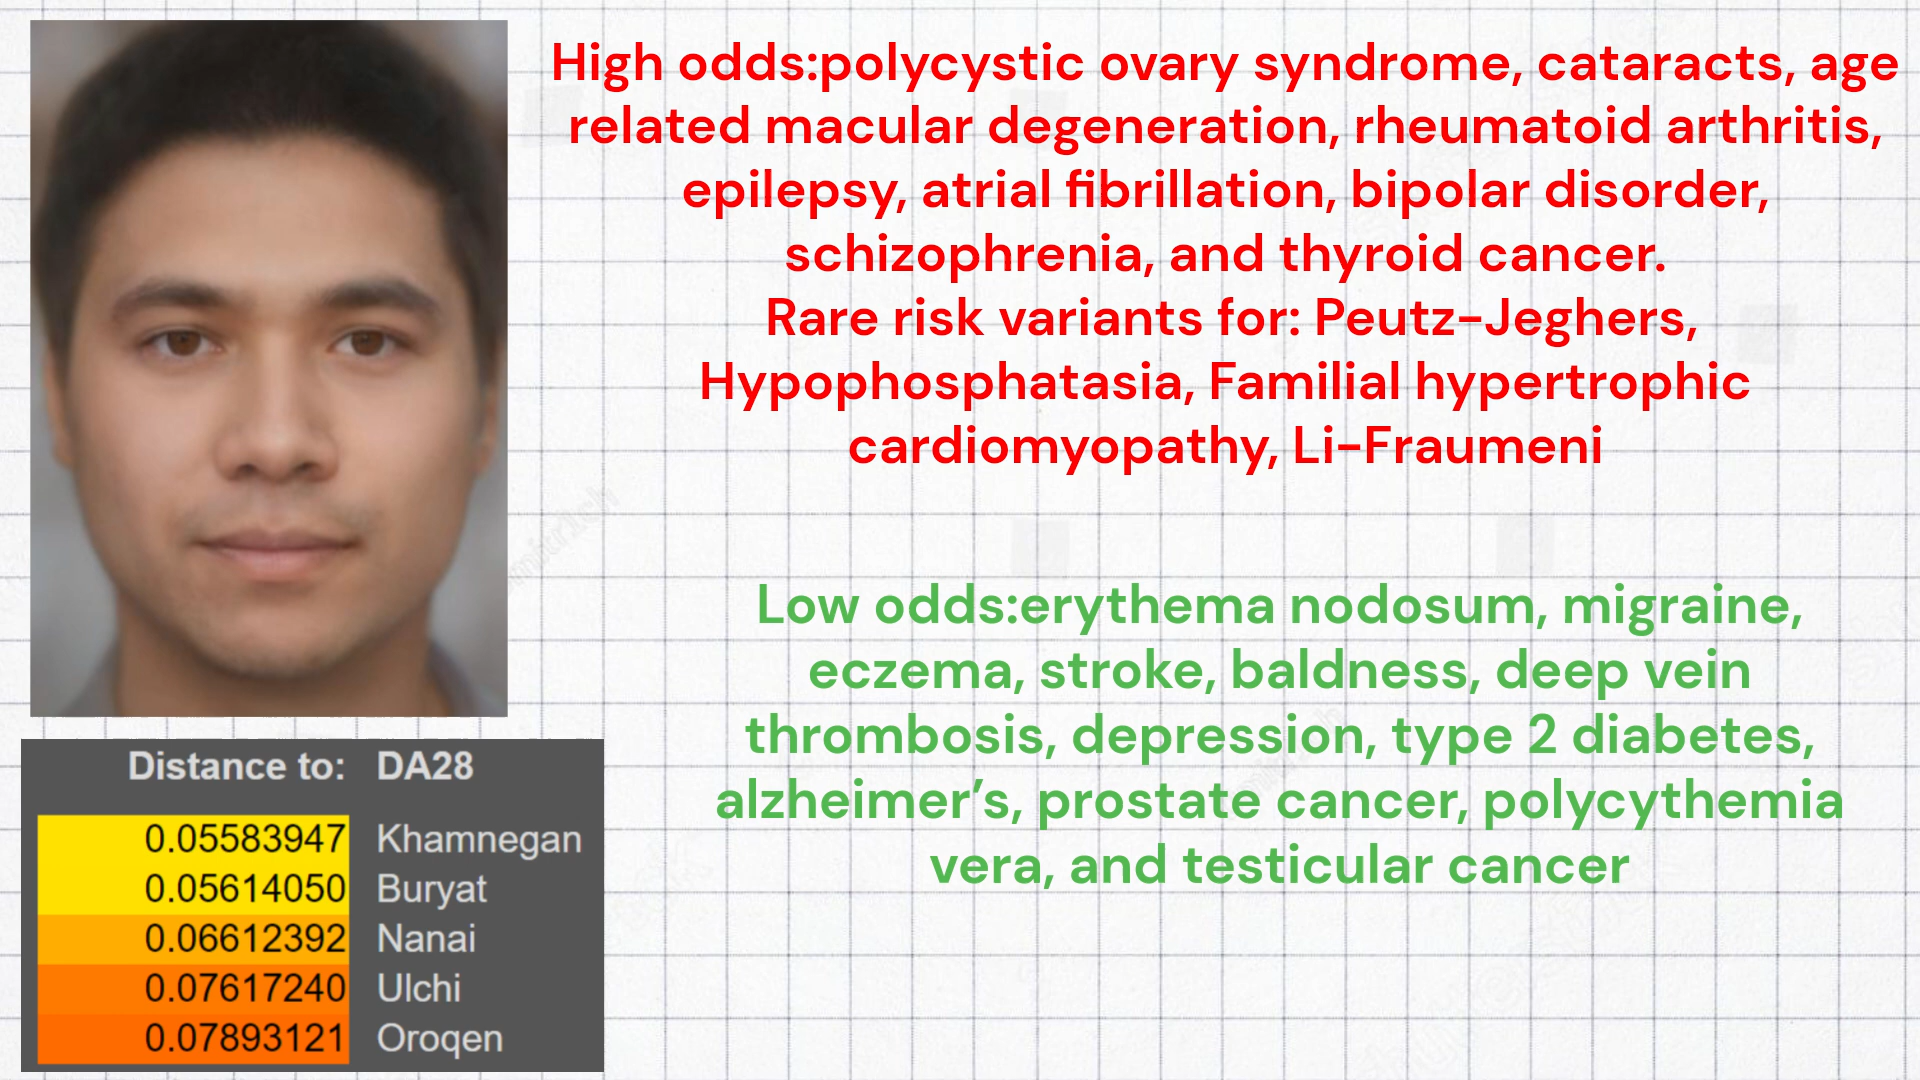 High odds:polycystic ovary syndrome, cataracts, age
related macular degeneration, rheumatoid arthritis,
epilepsy, atrial fibrillation, bipolar disorder,
schizophrenia, and thyroid cancer.
Rare risk variants for: Peutz-Jeghers,
Hypophosphatasia, Familial hypertrophic
cardiomyopathy, Li-Fraumeni
Low odds:erythema nodosum, migraine,
eczema, stroke, baldness, deep vein
thrombosis, depression, type 2 diabetes,
alzheimer’s, prostate cancer, polycythemia
vera, and testicular cancer
Distance to: DA28
0.05583947 Khamnegan
0.05614050 Buryat
0.06612392 Nanai
0.07617240 Ulchi
0.07893121 Oroqen